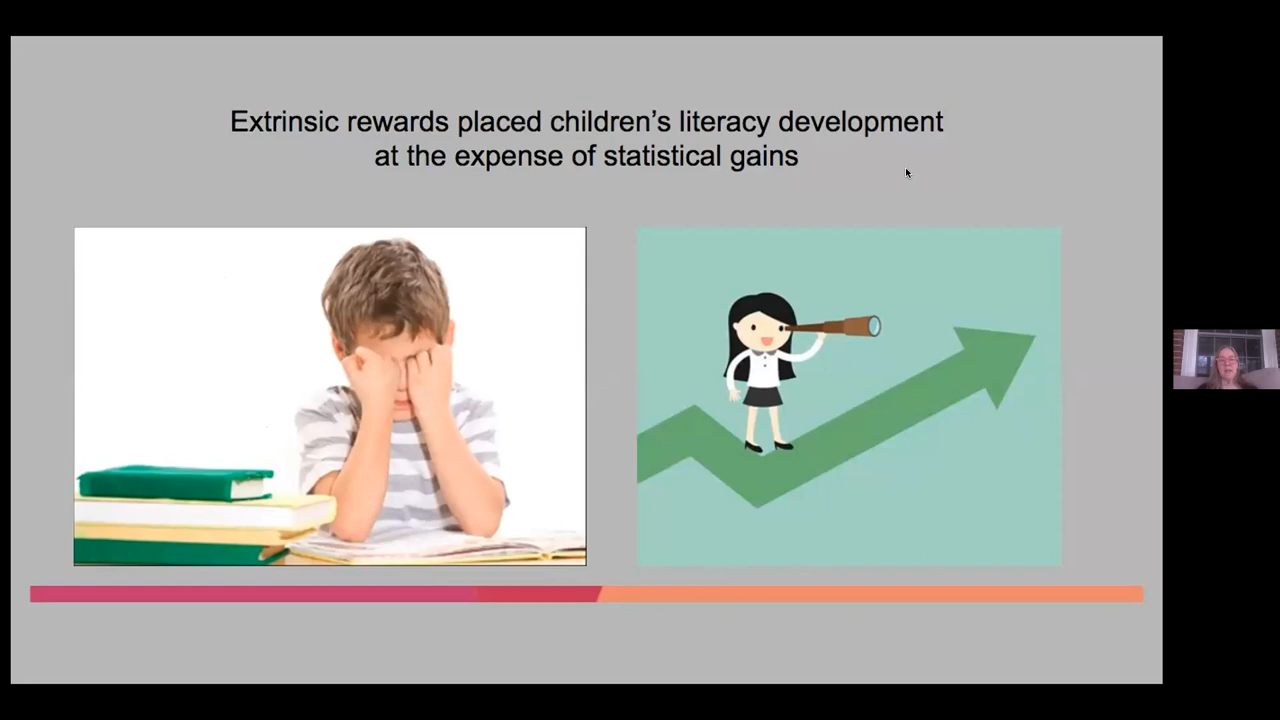 Extrinsic rewards placed children’s literacy development
at the expense of statistical gains